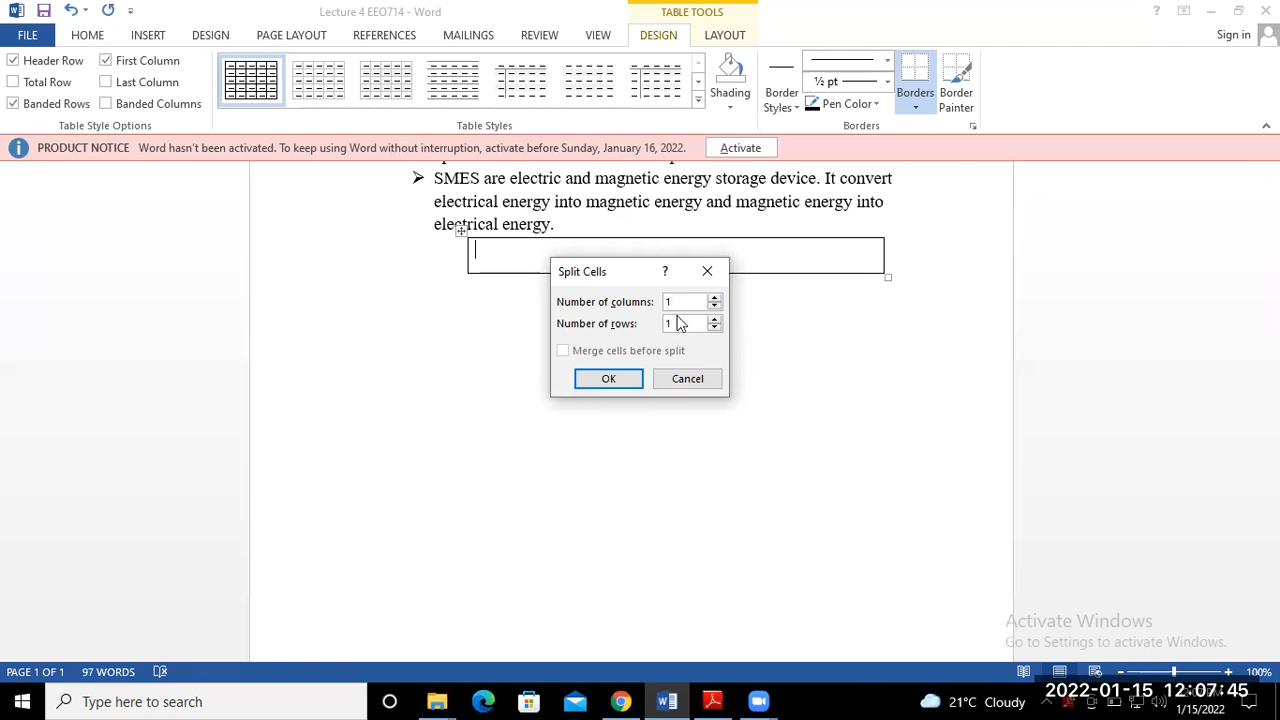 Lecture 4 EEO714 - Word
TABLE TOOLS
FILE HOME INSERT DESIGN PAGE LAYOUT REFERENCES MAILINGS REVIEW VIEW DESIGN LAYOUT Sign in
Header Row First Column
Total Row Last Column
Banded Rows Banded Columns
Table Style Options
Table Styles
Shading
Border Styles
½ pt
Pen Color
Borders
Border Painter
Borders
PRODUCT NOTICE Word hasn't been activated. To keep using Word without interruption, activate before Sunday, January 16, 2022. Activate
➢ SMES are electric and magnetic energy storage device. It convert
electrical energy into magnetic energy and magnetic energy into
electrical energy.
Split Cells ?
Number of columns: 1
Number of rows: 1
Merge cells before split
OK Cancel
Activate Windows
Go to Settings to activate Windows.
PAGE 1 OF 1 97 WORDS 100%
Type here to search
21°C Cloudy
2022-01-15 12:07:45
1/15/2022